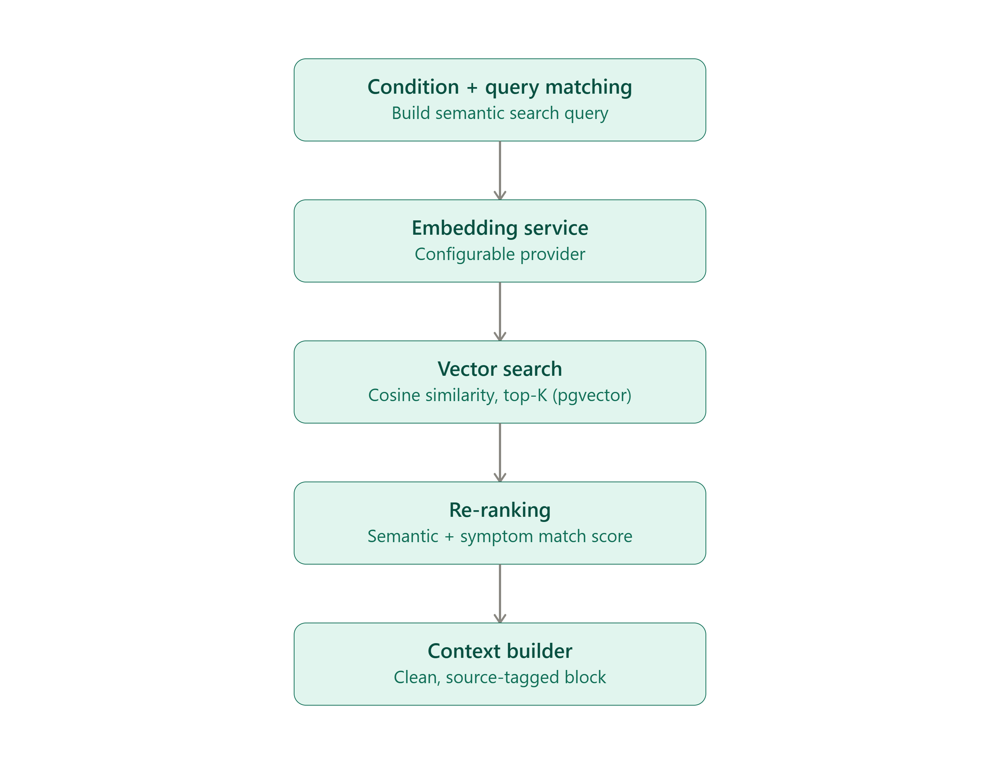 Condition + query matching
Build semantic search query
Embedding service
Configurable provider
Vector search
Cosine similarity, top-K (pgvector)
Re-ranking
Semantic + symptom match score
Context builder
Clean, source-tagged block